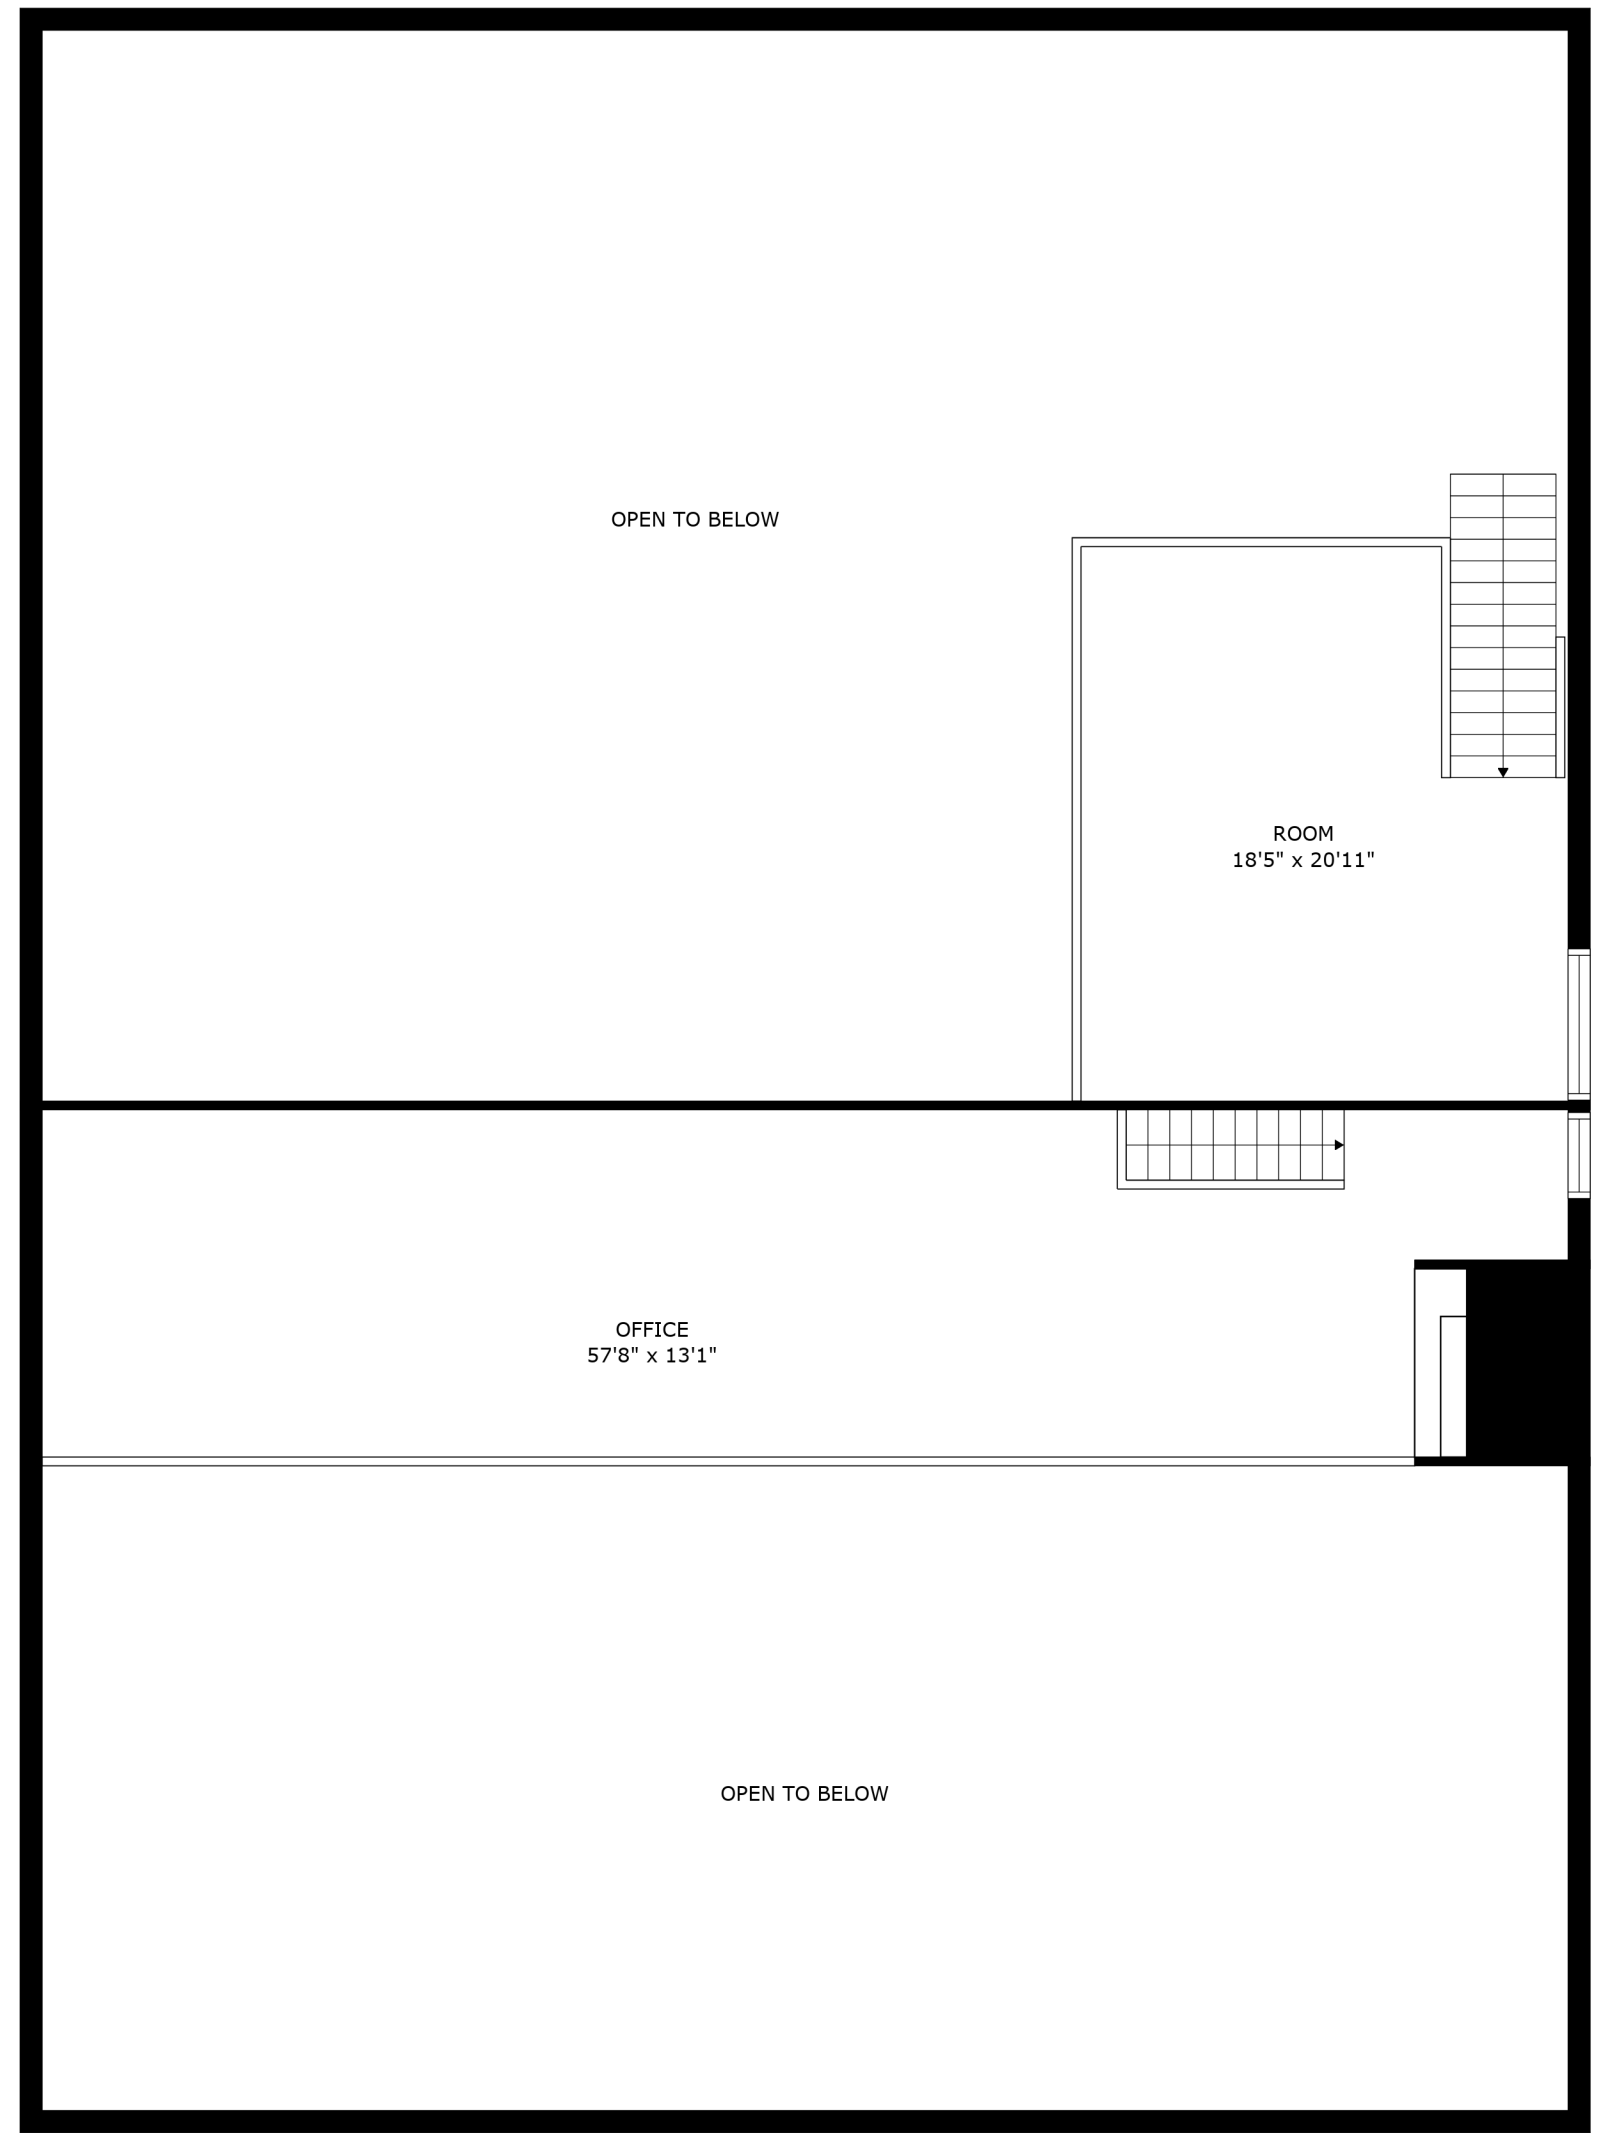 OPEN TO BELOW
ROOM
18'5" x 20'11"
OFFICE
57'8" x 13'1"
OPEN TO BELOW